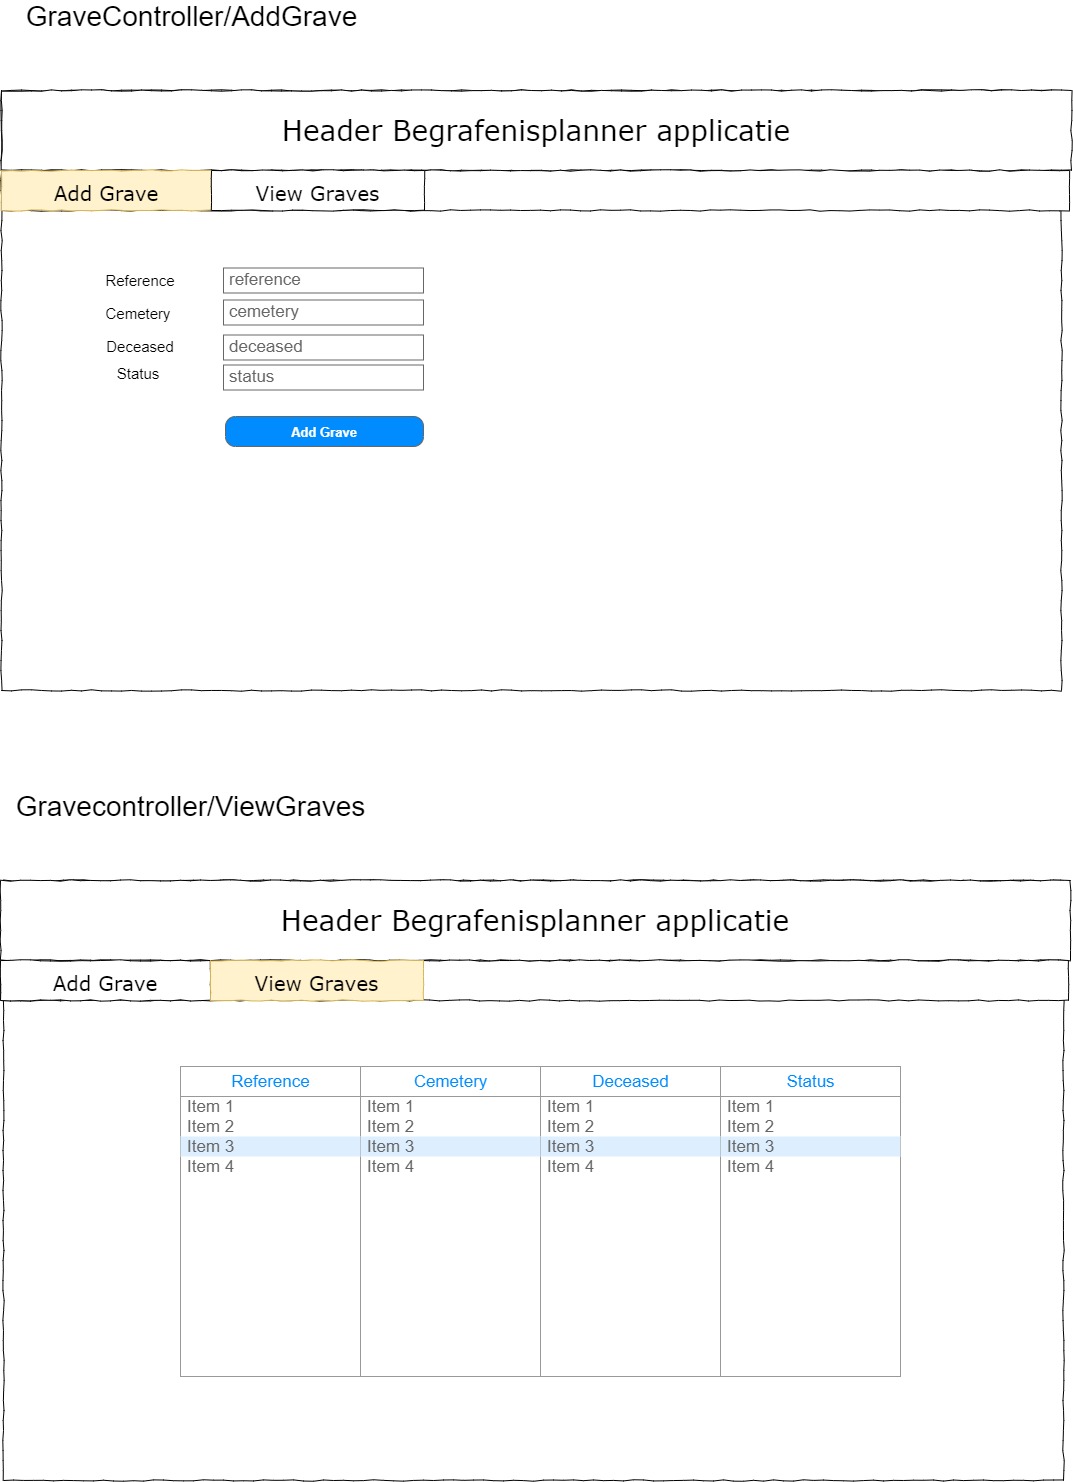 GraveController/AddGrave
Header Begrafenisplanner applicatie
Add Grave View Graves
Reference reference
Cemetery cemetery
Deceased deceased
Status status
Add Grave
Gravecontroller/ViewGraves
Header Begrafenisplanner applicatie
Add Grave View Graves
Reference Cemetery Deceased Status
Item 1 Item 1 Item 1 Item 1
Item 2 Item 2 Item 2 Item 2
Item 3 Item 3 Item 3 Item 3
Item 4 Item 4 Item 4 Item 4